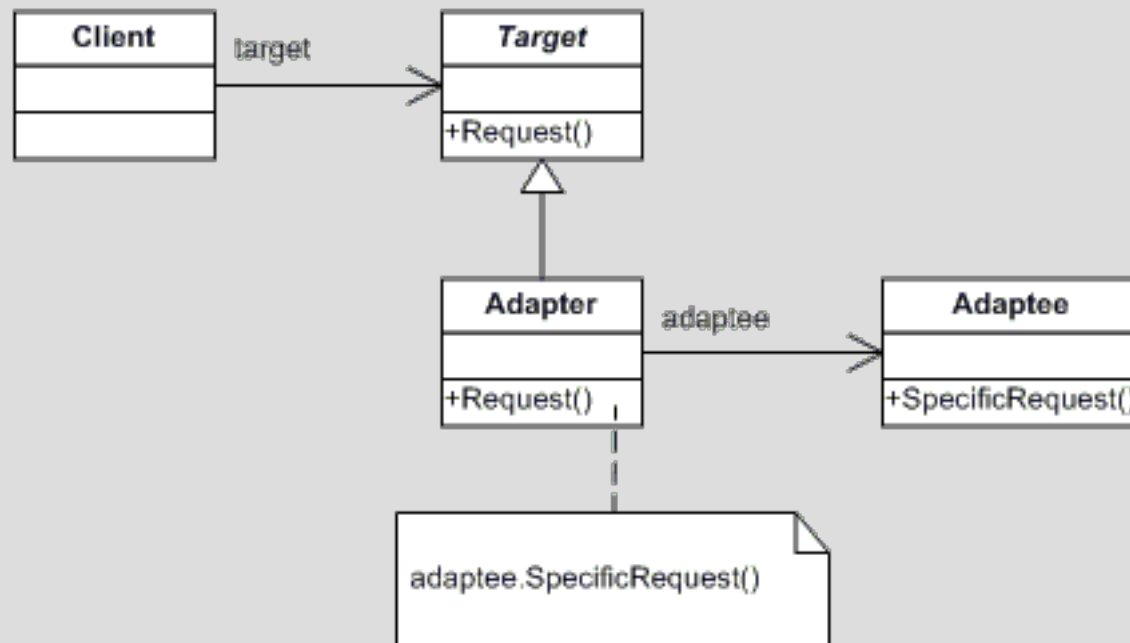 Client
target
Target
+Request()
Adapter
adaptee
Adaptee
+Request()
+SpecificRequest()
adaptee.SpecificRequest()